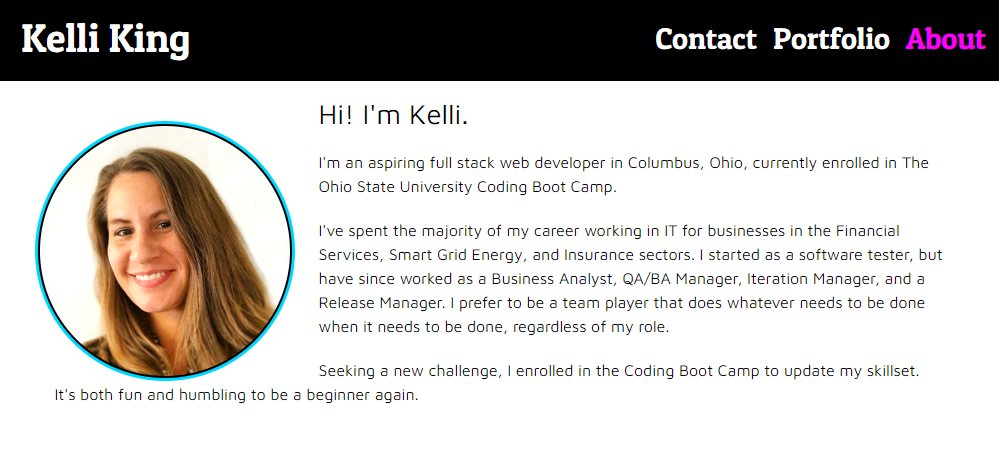 Kelli King
Contact Portfolio About
Hi! I'm Kelli.
I'm an aspiring full stack web developer in Columbus, Ohio, currently enrolled in The
Ohio State University Coding Boot Camp.
I've spent the majority of my career working in IT for businesses in the Financial
Services, Smart Grid Energy, and Insurance sectors. I started as a software tester, but
have since worked as a Business Analyst, QA/BA Manager, Iteration Manager, and a
Release Manager. I prefer to be a team player that does whatever needs to be done
when it needs to be done, regardless of my role.
Seeking a new challenge, I enrolled in the Coding Boot Camp to update my skillset.
It's both fun and humbling to be a beginner again.